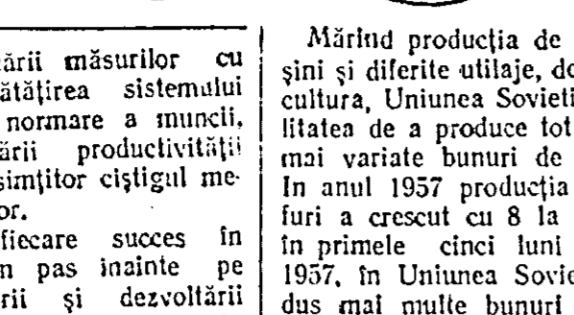 ării măsurilor cu
ătățirea sistemului
normare a muncii,
ării productivității
simțitor cîștigul me-
or.
fiecare succes în
n pas înainte pe
rii și dezvoltării
Mărind producția de
șini și diferite utilaje, do
cultura, Uniunea Sovieti
litatea de a produce tot
mai variate bunuri de
In anul 1957 producția
furi a crescut cu 8 la
în primele cinci luni
1957, în Uniunea Sovie
dus mai multe bunuri